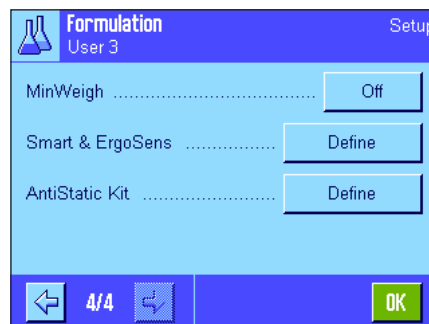 Formulation Setup
User 3
MinWeigh .................................... Off
Smart & ErgoSens ................ Define
AntiStatic Kit ........................ Define
4/4 OK